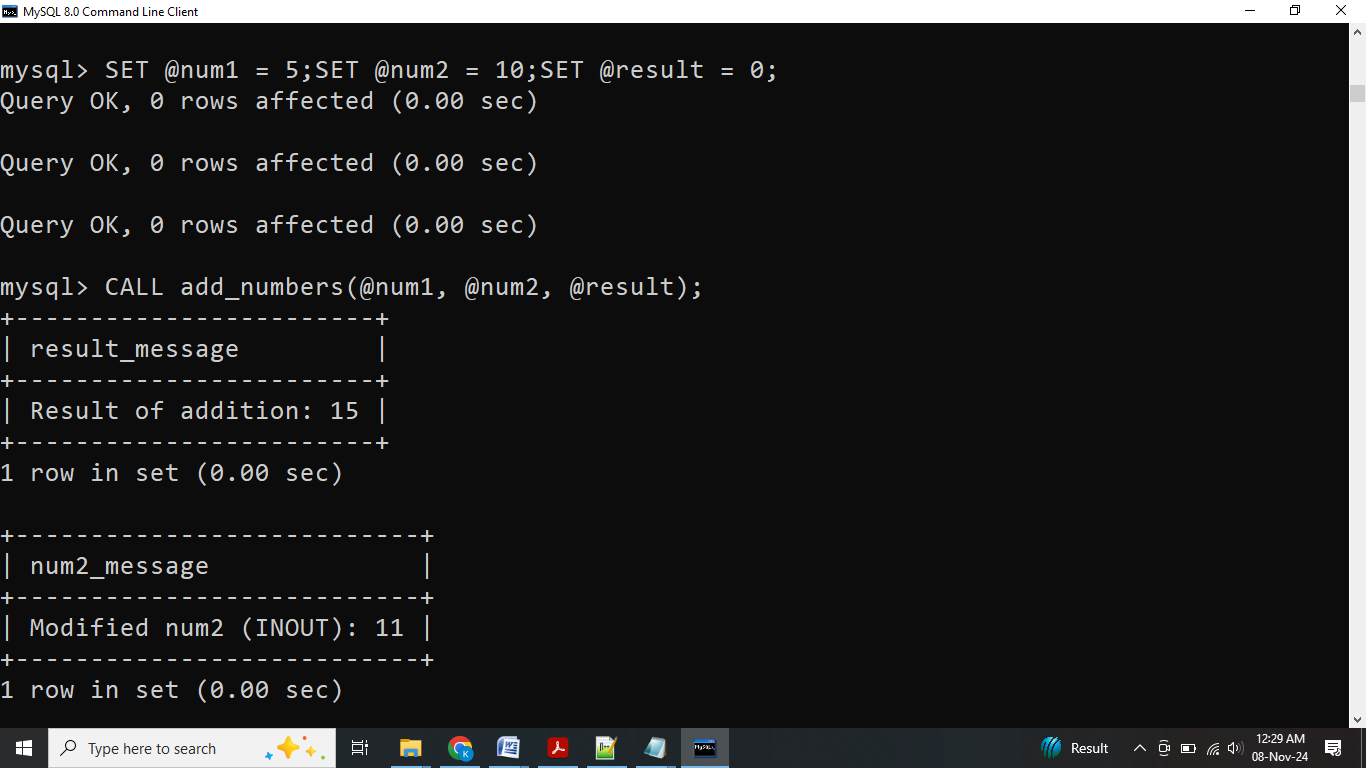 MySQL 8.0 Command Line Client
mysql> SET @num1 = 5;SET @num2 = 10;SET @result = 0;
Query OK, 0 rows affected (0.00 sec)
Query OK, 0 rows affected (0.00 sec)
Query OK, 0 rows affected (0.00 sec)
mysql> CALL add_numbers(@num1, @num2, @result);
+------------------------+
| result_message         |
+------------------------+
| Result of addition: 15 |
+------------------------+
1 row in set (0.00 sec)
+---------------------------+
| num2_message              |
+---------------------------+
| Modified num2 (INOUT): 11 |
+---------------------------+
1 row in set (0.00 sec)
Type here to search
Result
12:29 AM
08-Nov-24